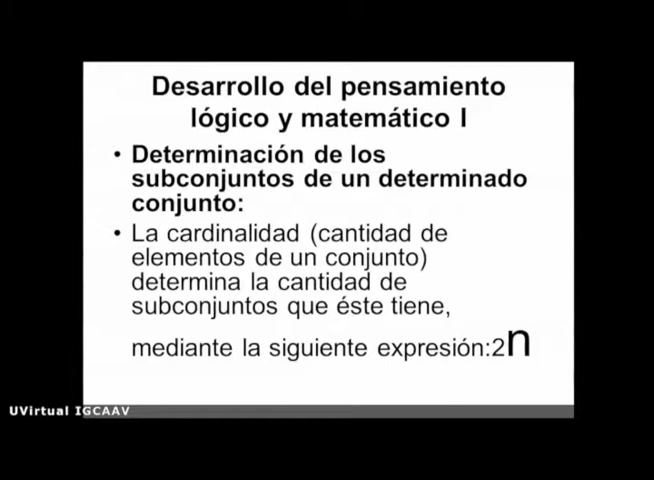 Desarrollo del pensamiento
lógico y matemático I
• Determinación de los
subconjuntos de un determinado
conjunto:
• La cardinalidad (cantidad de
elementos de un conjunto)
determina la cantidad de
subconjuntos que éste tiene,
mediante la siguiente expresión:2n
UVirtual IGCAAV